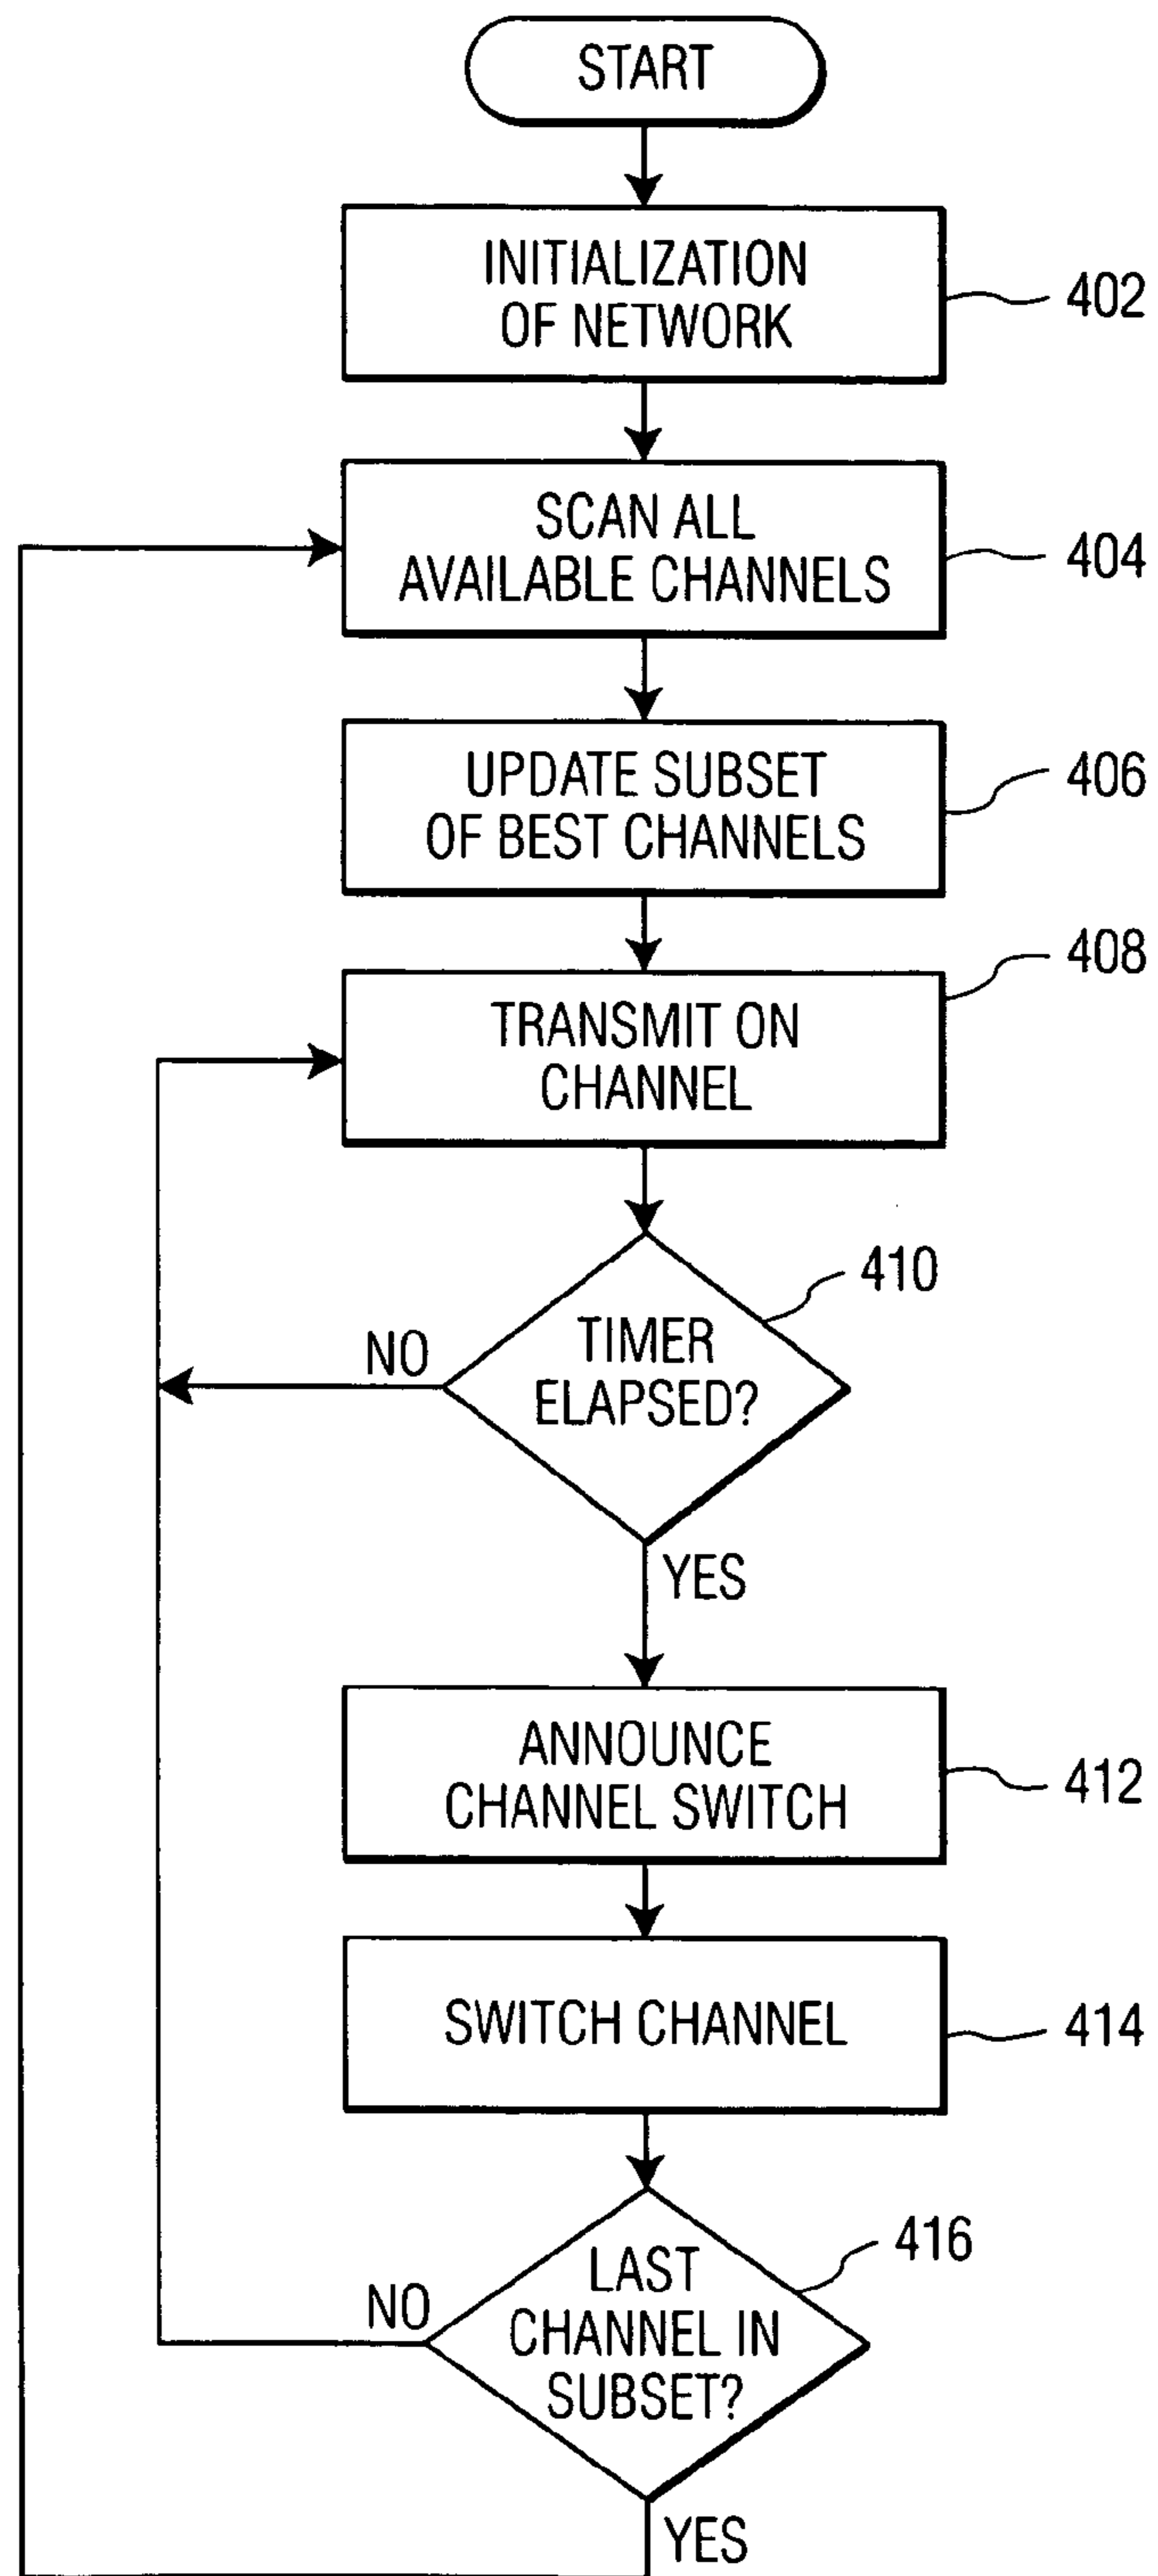 START
INITIALIZATION
OF NETWORK
402
SCAN ALL
AVAILABLE CHANNELS
404
UPDATE SUBSET
OF BEST CHANNELS
406
408
TRANSMIT ON
CHANNEL
410
TIMER
ELAPSED?
NO
YES
ANNOUNCE
CHANNEL SWITCH
412
SWITCH CHANNEL
414
416
LAST
CHANNEL IN
SUBSET?
NO
YES